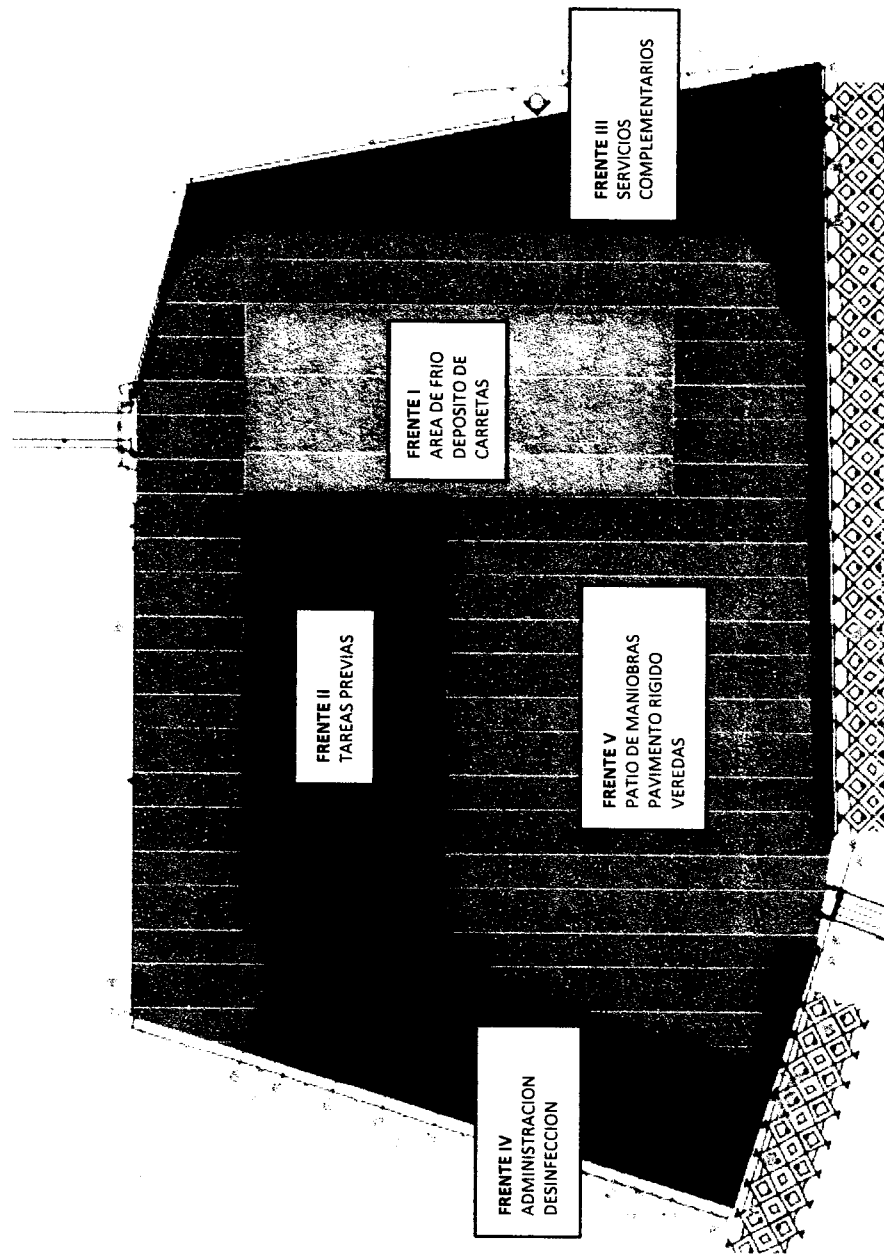 FRENTE I
AREA DE FRIO
DEPOSITO DE
CARRETAS
FRENTE II
TAREAS PREVIAS
FRENTE III
SERVICIOS
COMPLEMENTARIOS
FRENTE IV
ADMINISTRACION
DESINFECCION
FRENTE V
PATIO DE MANIOBRAS
PAVIMENTO RIGIDO
VEREDAS